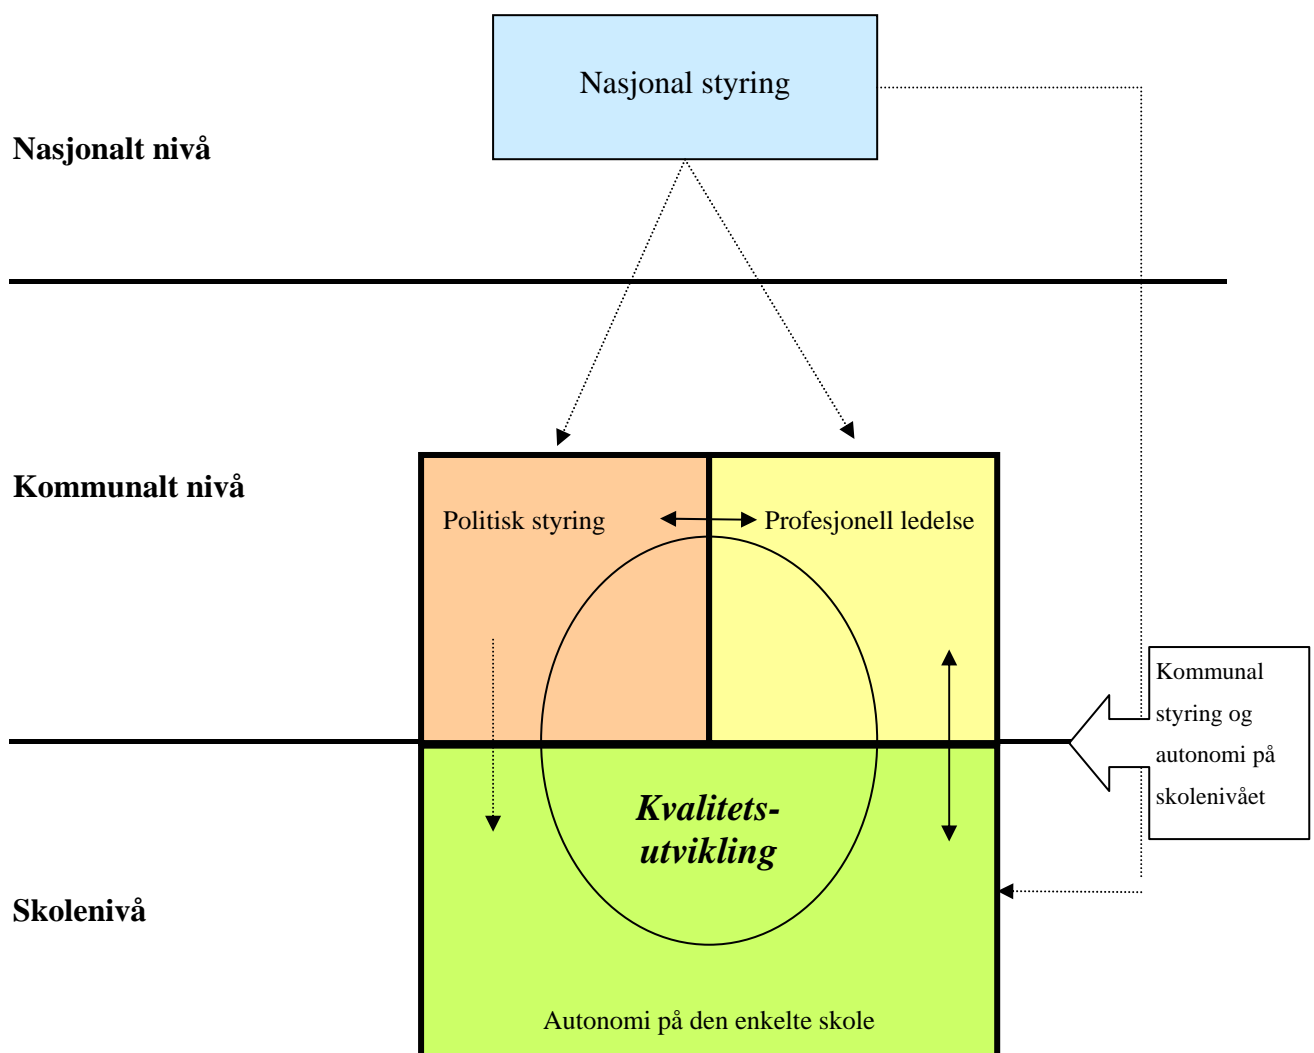 Nasjonal styring
Nasjonalt nivå
Kommunalt nivå
Politisk styring
Profesjonell ledelse
Kommunal
styring og
autonomi på
skolenivået
Kvalitets-
utvikling
Skolenivå
Autonomi på den enkelte skole